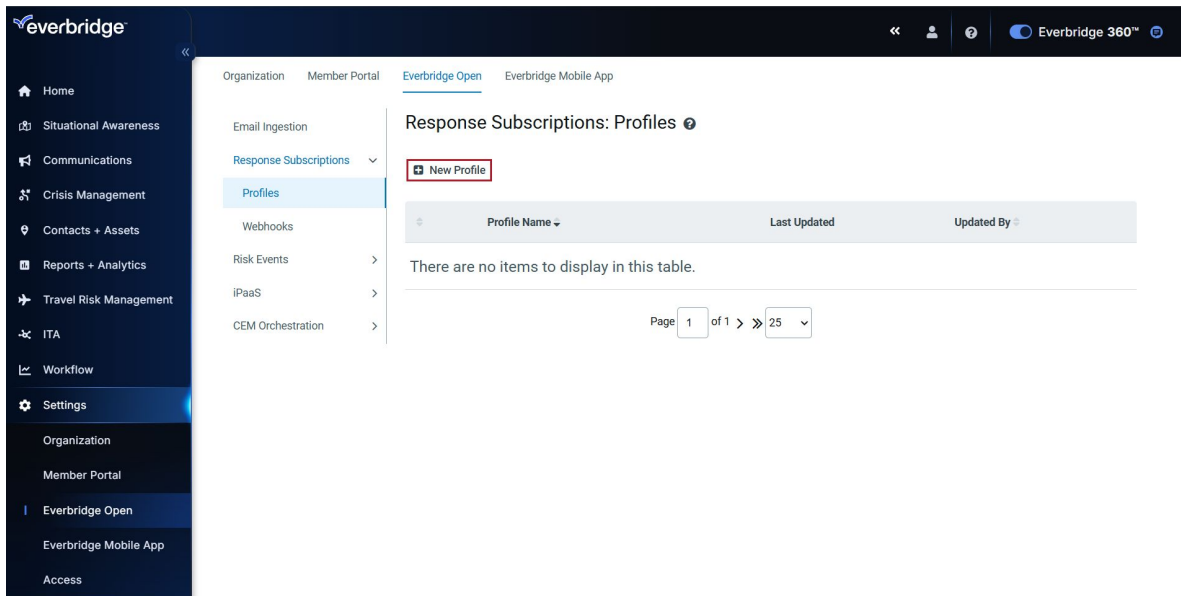 everbridge
Everbridge 360™
Home
Situational Awareness
Communications
Crisis Management
Contacts + Assets
Reports + Analytics
Travel Risk Management
ITA
Workflow
Settings
Organization
Member Portal
Everbridge Open
Everbridge Mobile App
Access
Organization Member Portal Everbridge Open Everbridge Mobile App
Email Ingestion
Response Subscriptions
Profiles
Webhooks
Risk Events
iPaaS
CEM Orchestration
Response Subscriptions: Profiles
New Profile
Profile Name Last Updated Updated By
There are no items to display in this table.
Page 1 of 1 25